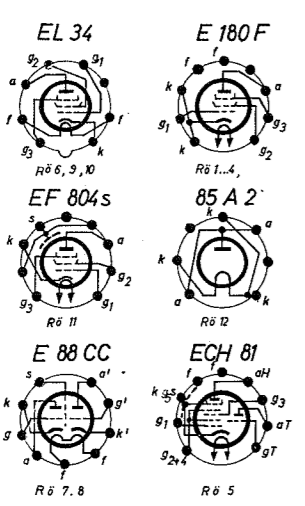 EL 34
g2 g1
a
f f
g3 k
Rö 6, 9, 10
E 180 F
f
f a
k
g1 g3
k g2
Rö 1...4,
EF 804s
s
k a
g2
g3 g1
Rö 11
85 A 2
k
a k
Rö 12
E 88 CC
s a'
k g'
g k'
a f
f
Rö 7. 8
ECH 81
f aH
f
k g5 s g3
g1 aT
g2+4 gT
Rö 5